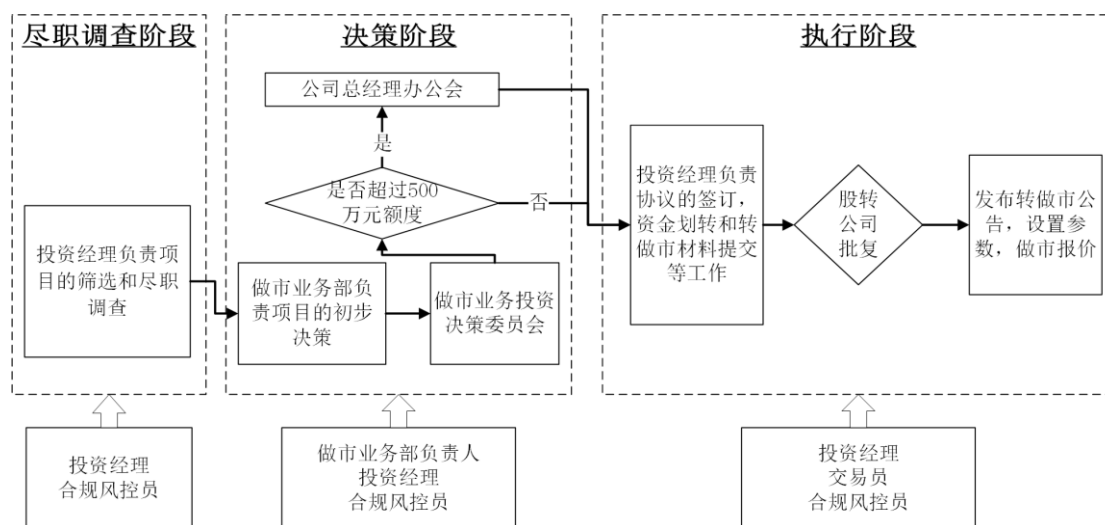 尽职调查阶段
投资经理负责项
目的筛选和尽职
调查
投资经理
合规风控员
决策阶段
公司总经理办公会
是
是否超过500
万元额度
否
做市业务部负
责项目的初步
决策
做市业务投资
决策委员会
做市业务部负责人
投资经理
合规风控员
执行阶段
投资经理负责
协议的签订，
资金划转和转
做市材料提交
等工作
股转
公司
批复
发布转做市公
告，设置参
数，做市报价
投资经理
交易员
合规风控员